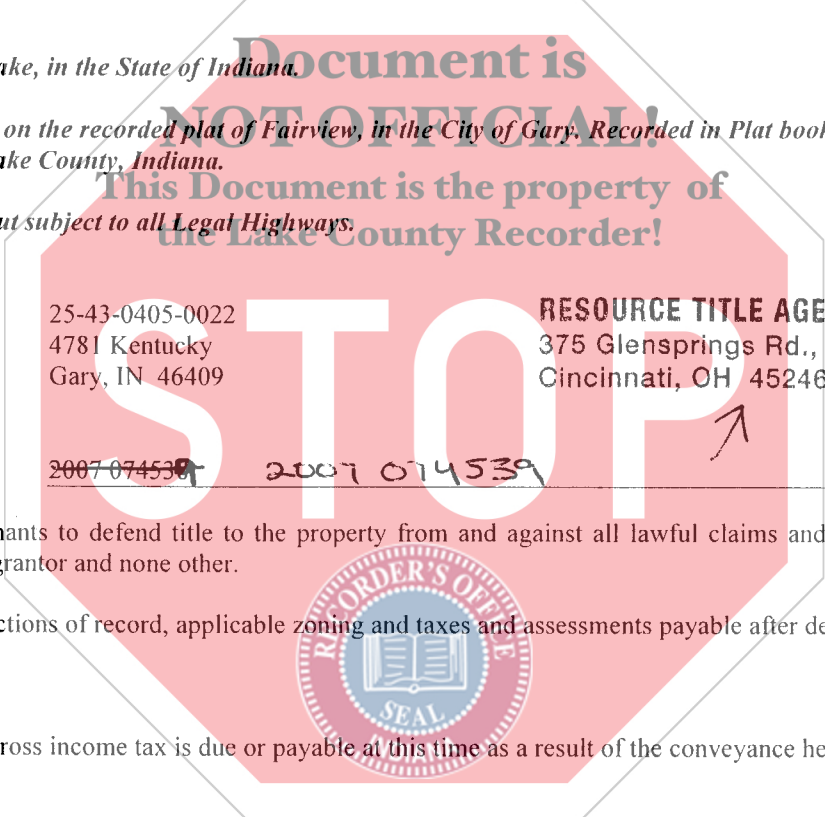 Document is
ake, in the State of Indiana.
NOT OFFICIAL!
on the recorded plat of Fairview, in the City of Gary. Recorded in Plat book
ake County, Indiana.
This Document is the property of
ut subject to all Legal Highways.
the Lake County Recorder!
STOP
25-43-0405-0022
4781 Kentucky
Gary, IN 46409
RESOURCE TITLE AGE
375 Glensprings Rd.,
Cincinnati, OH 45246
2007 07453 2007 074539
nants to defend title to the property from and against all lawful claims and
grantor and none other.
ctions of record, applicable zoning and taxes and assessments payable after de
ross income tax is due or payable at this time as a result of the conveyance he
RECORDER'S OFFICE
SEAL
INDIANA